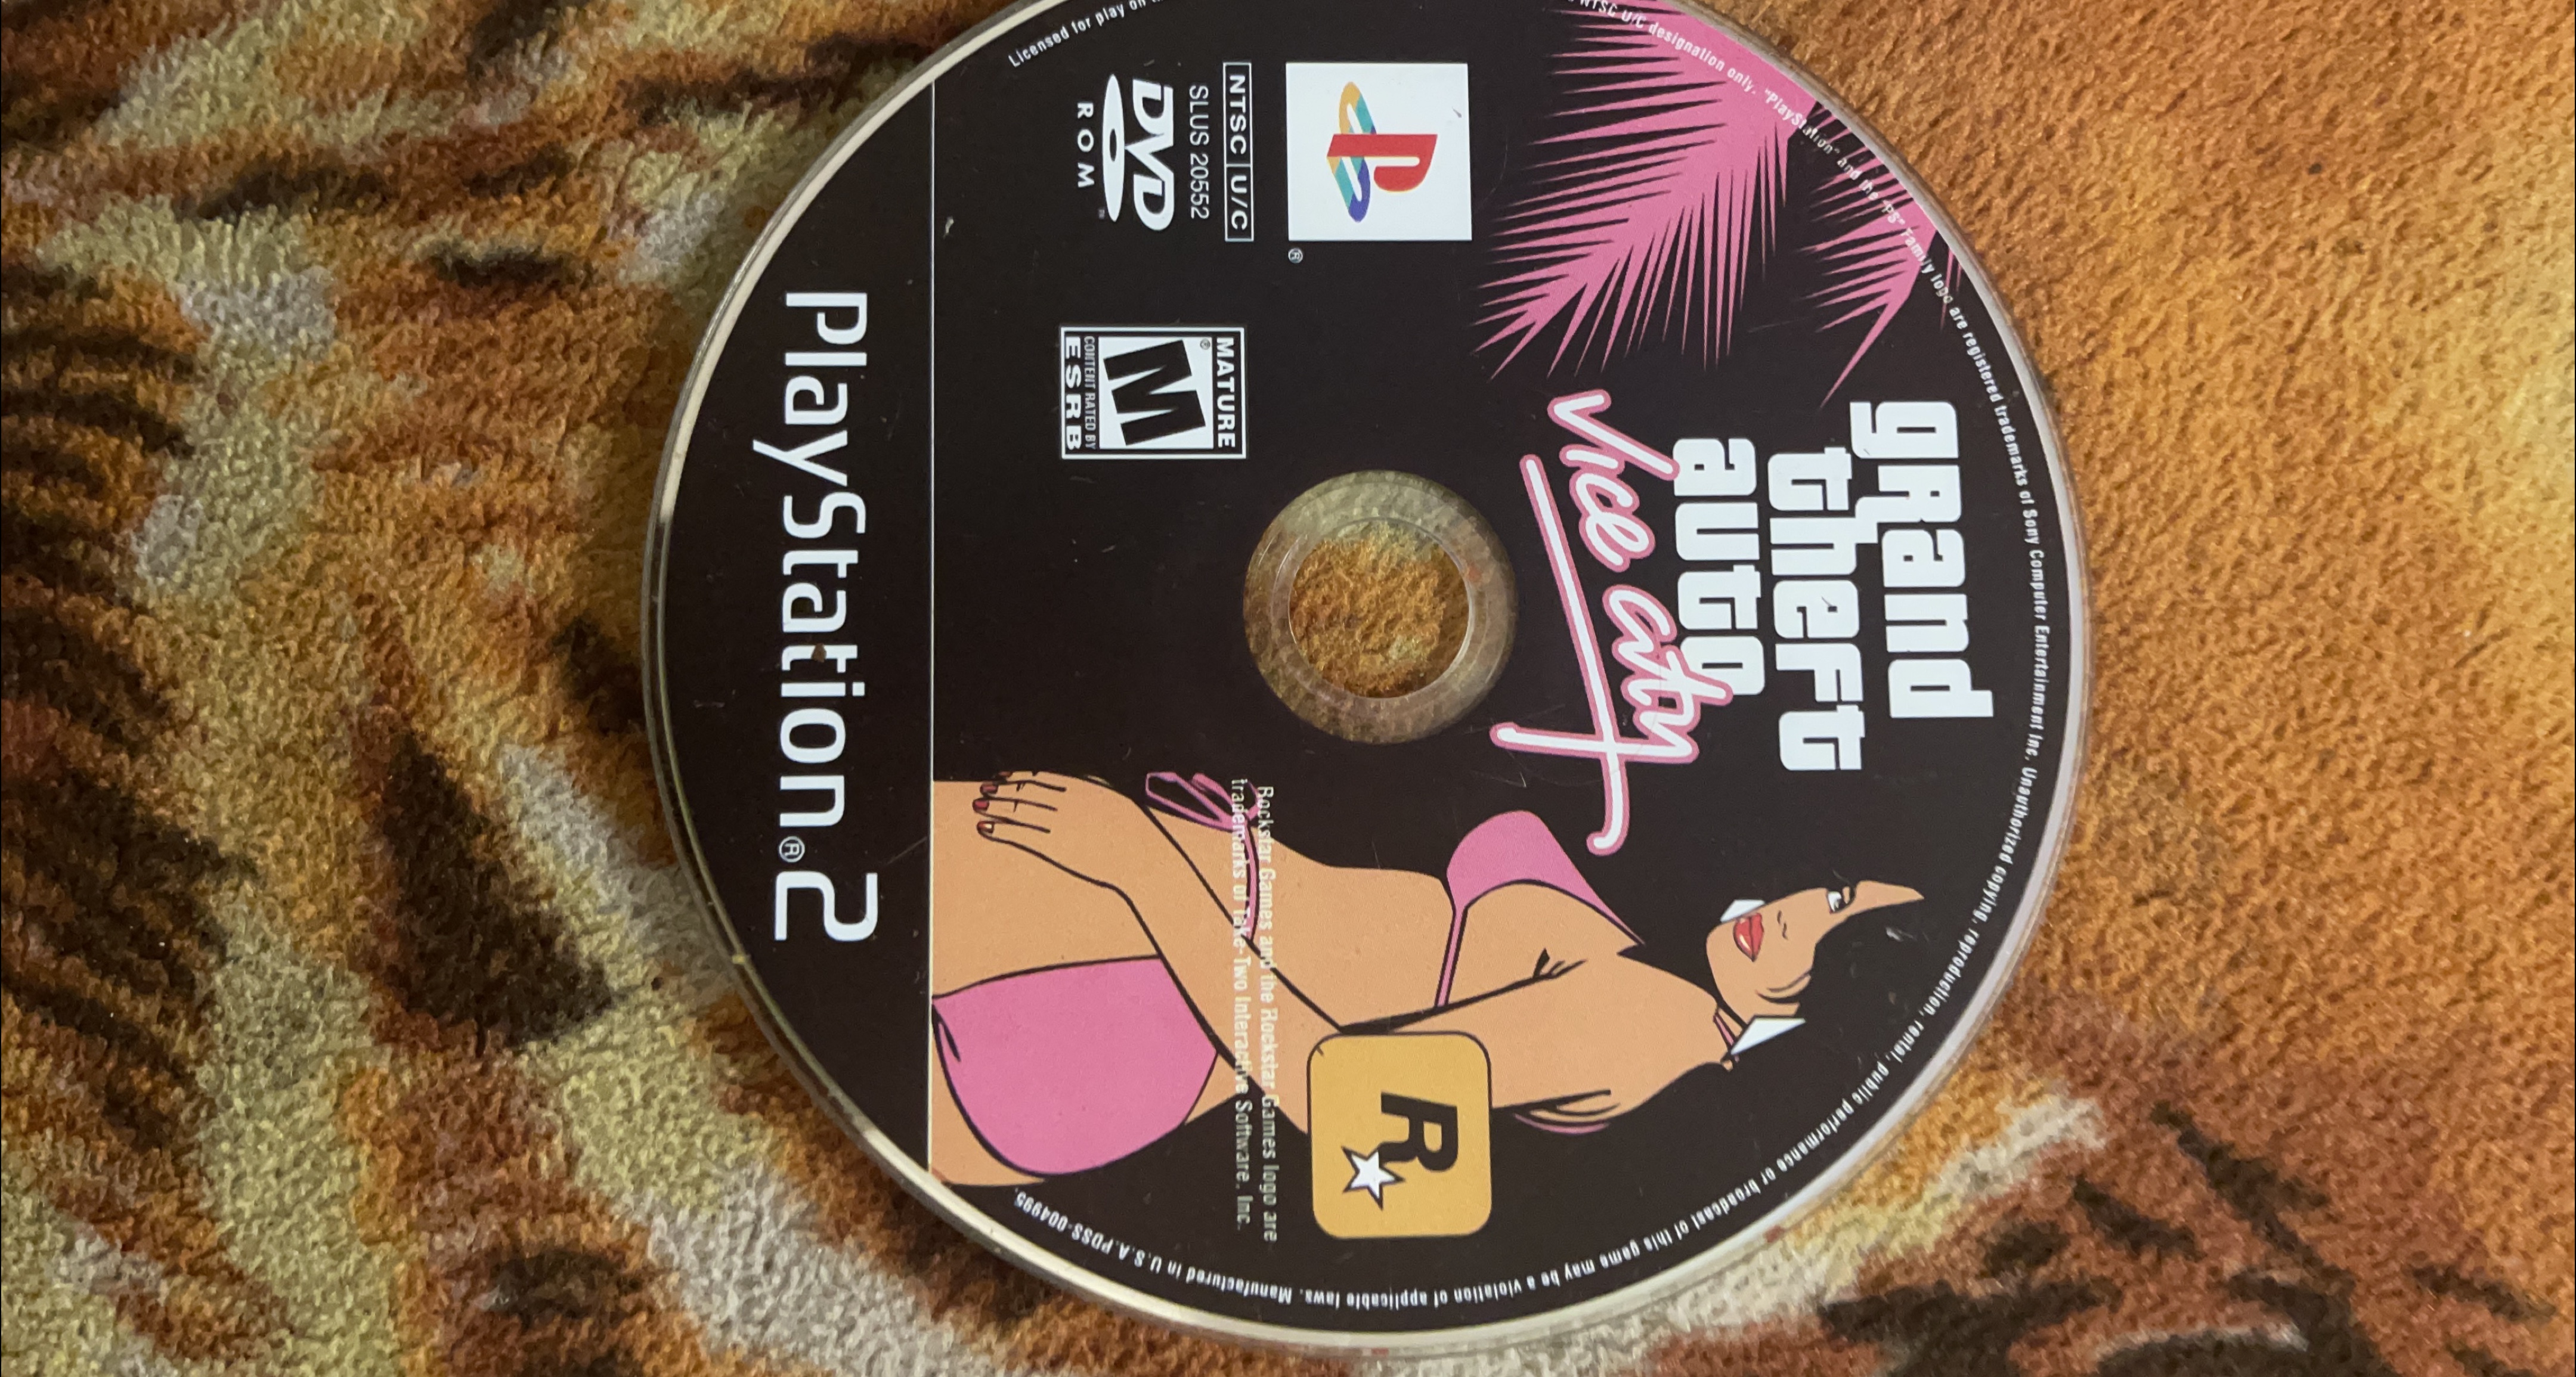 grand
theft
auto
Vice City
PlayStation®2
®
NTSC U/C
SLUS 20552
DVD
ROM
™
MATURE
M
®
CONTENT RATED BY
ESRB
Rockstar Games and the Rockstar Games logo are
trademarks of Take-Two Interactive Software, Inc.
R
Licensed for play on
NTSC U/C designation only. "PlayStation" and the "PS" Family logo are registered trademarks of Sony Computer Entertainment Inc. Unauthorized copying, reproduction, rental, public performance or broadcast of this game may be a violation of applicable laws. Manufactured in U.S.A. PDSS-004995.